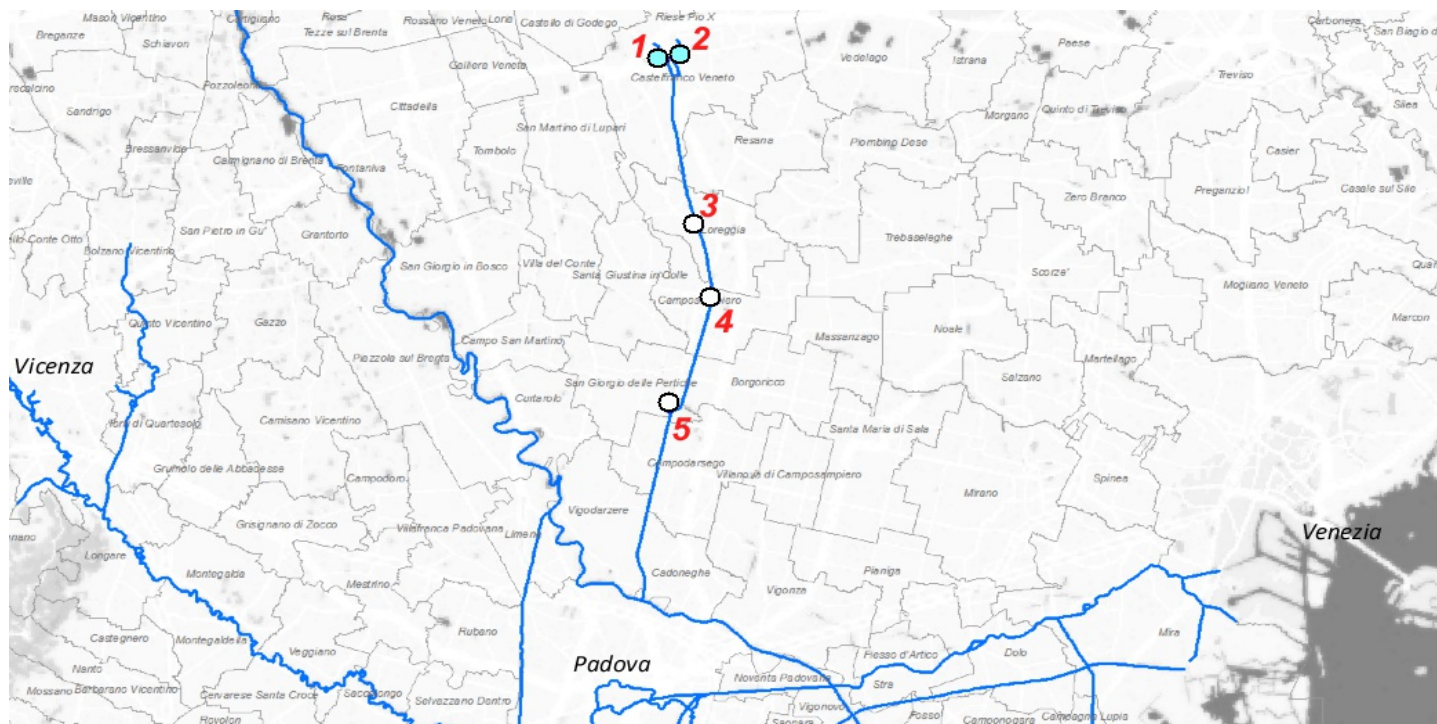 Mason Vicentino
Cartigliano
Rosa
Rossano Veneto
Loria
Castello di Godego
Riese Pio X
Carbonera
Breganze
Schiavon
Tezze sul Brenta
Galliera Veneta
1
2
Vedelago
Istrana
Paese
San Biagio di
Treviso
Castelfranco Veneto
Sandrigo
Pozzoleone
Cittadella
Morgano
Quinto di Treviso
Silea
Bressanvido
Carmignano di Brenta
Fontaniva
San Martino di Lupari
Tombolo
Resana
Piombino Dese
Casier
Preganziol
Casale sul Sile
Zero Branco
3
Loreggia
San Pietro in Gu'
Grantorto
Bolzano Vicentino
Trebaseleghe
San Giorgio in Bosco
Villa del Conte
Santa Giustina in Colle
Scorze'
Mogliano Veneto
Camposampiero
4
Quinto Vicentino
Gazzo
Massanzago
Noale
Marcon
Vicenza
Piazzola sul Brenta
Campo San Martino
Martellago
San Giorgio delle Pertiche
Borgoricco
Salzano
Curtarolo
5
Torri di Quartesolo
Camisano Vicentino
Santa Maria di Sala
Grumolo delle Abbadesse
Campodoro
Campodarsego
Villanova di Camposampiero
Mirano
Spinea
Grisignano di Zocco
Villafranca Padovana
Limena
Vigodarzere
Venezia
Longare
Montegalda
Mestrino
Cadoneghe
Vigonza
Pianiga
Rubano
Castegnero
Montegaldella
Veggiano
Padova
Mira
Nanto
Fiesso d'Artico
Dolo
Noventa Padovana
Stra
Mossano
Barbarano Vicentino
Cervarese Santa Croce
Saccolongo
Selvazzano Dentro
Vigonovo
Rovolon
Saonara
Fosso
Camponogara
Campagna Lupia